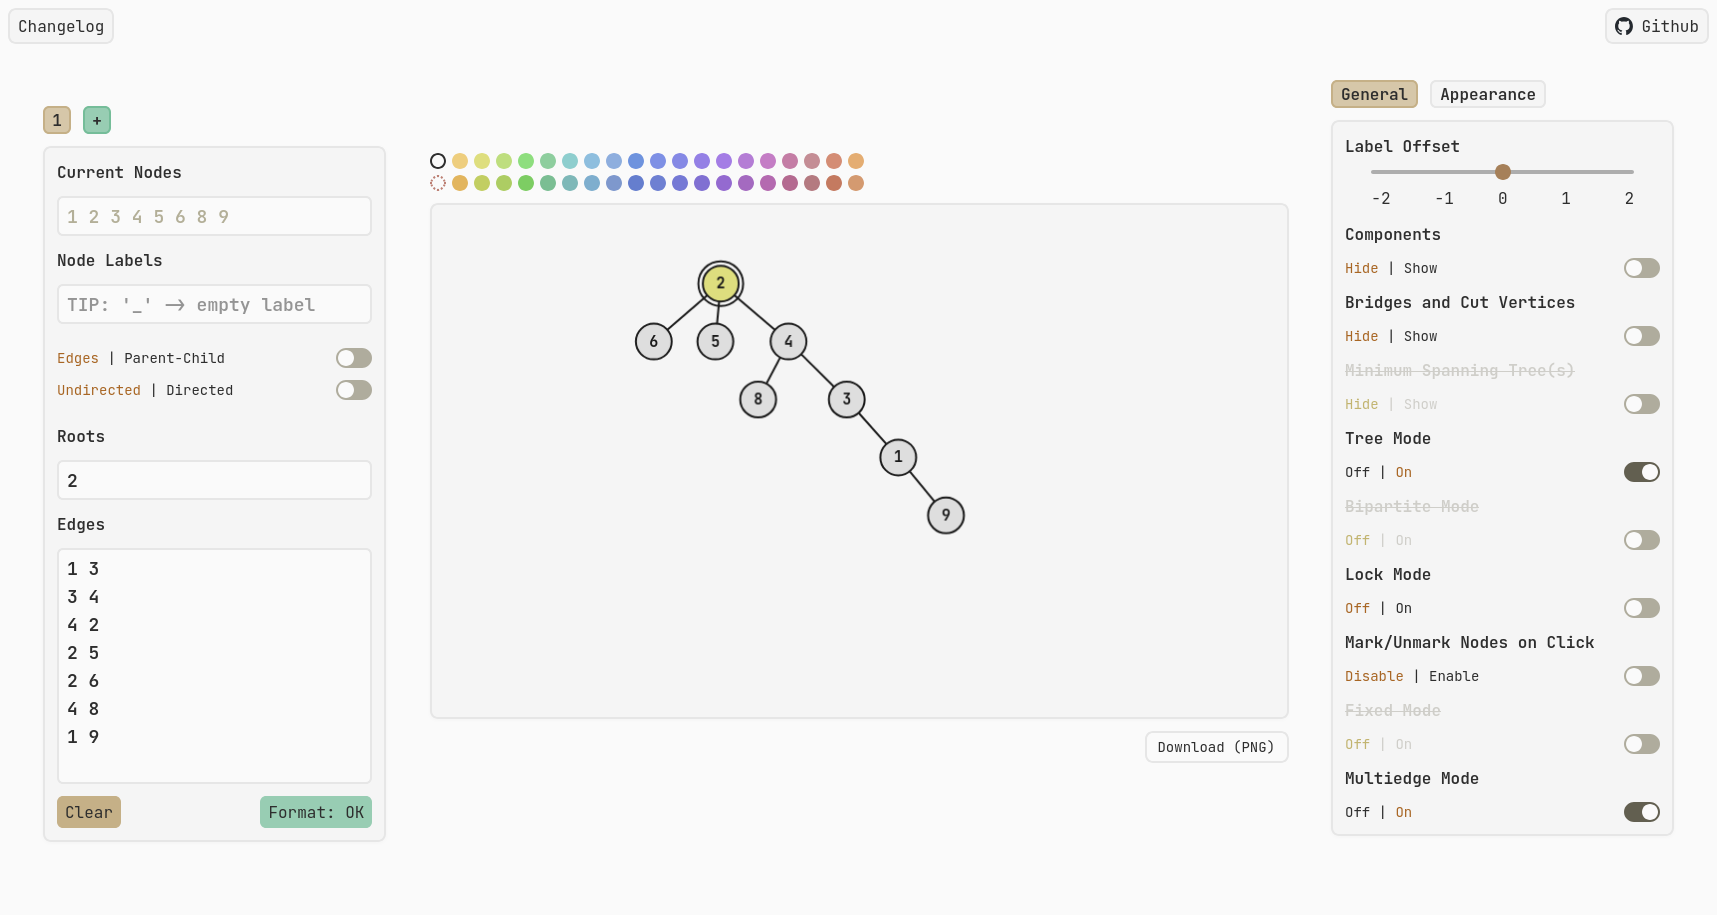 Changelog
Github
1
+
Current Nodes
1 2 3 4 5 6 8 9
Node Labels
TIP: '_' -> empty label
Edges | Parent-Child
Undirected | Directed
Roots
2
Edges
1 3
3 4
4 2
2 5
2 6
4 8
1 9
Clear
Format: OK
2
6
5
4
8
3
1
9
Download (PNG)
General
Appearance
Label Offset
-2 -1 0 1 2
Components
Hide | Show
Bridges and Cut Vertices
Hide | Show
Minimum Spanning Tree(s)
Hide | Show
Tree Mode
Off | On
Bipartite Mode
Off | On
Lock Mode
Off | On
Mark/Unmark Nodes on Click
Disable | Enable
Fixed Mode
Off | On
Multiedge Mode
Off | On